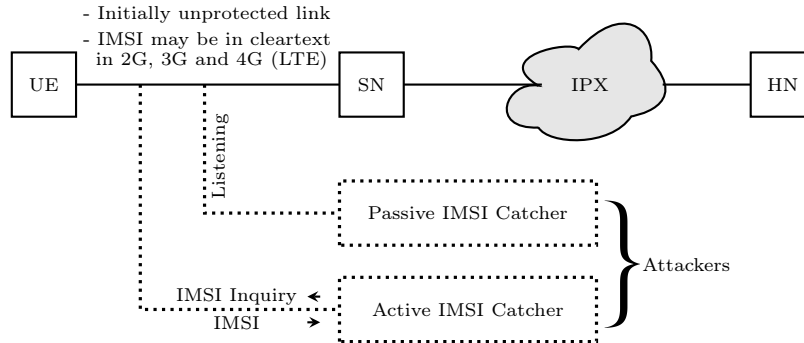 - Initially unprotected link
- IMSI may be in cleartext
in 2G, 3G and 4G (LTE)
UE
SN
IPX
HN
Listening
Passive IMSI Catcher
Attackers
IMSI Inquiry
Active IMSI Catcher
IMSI